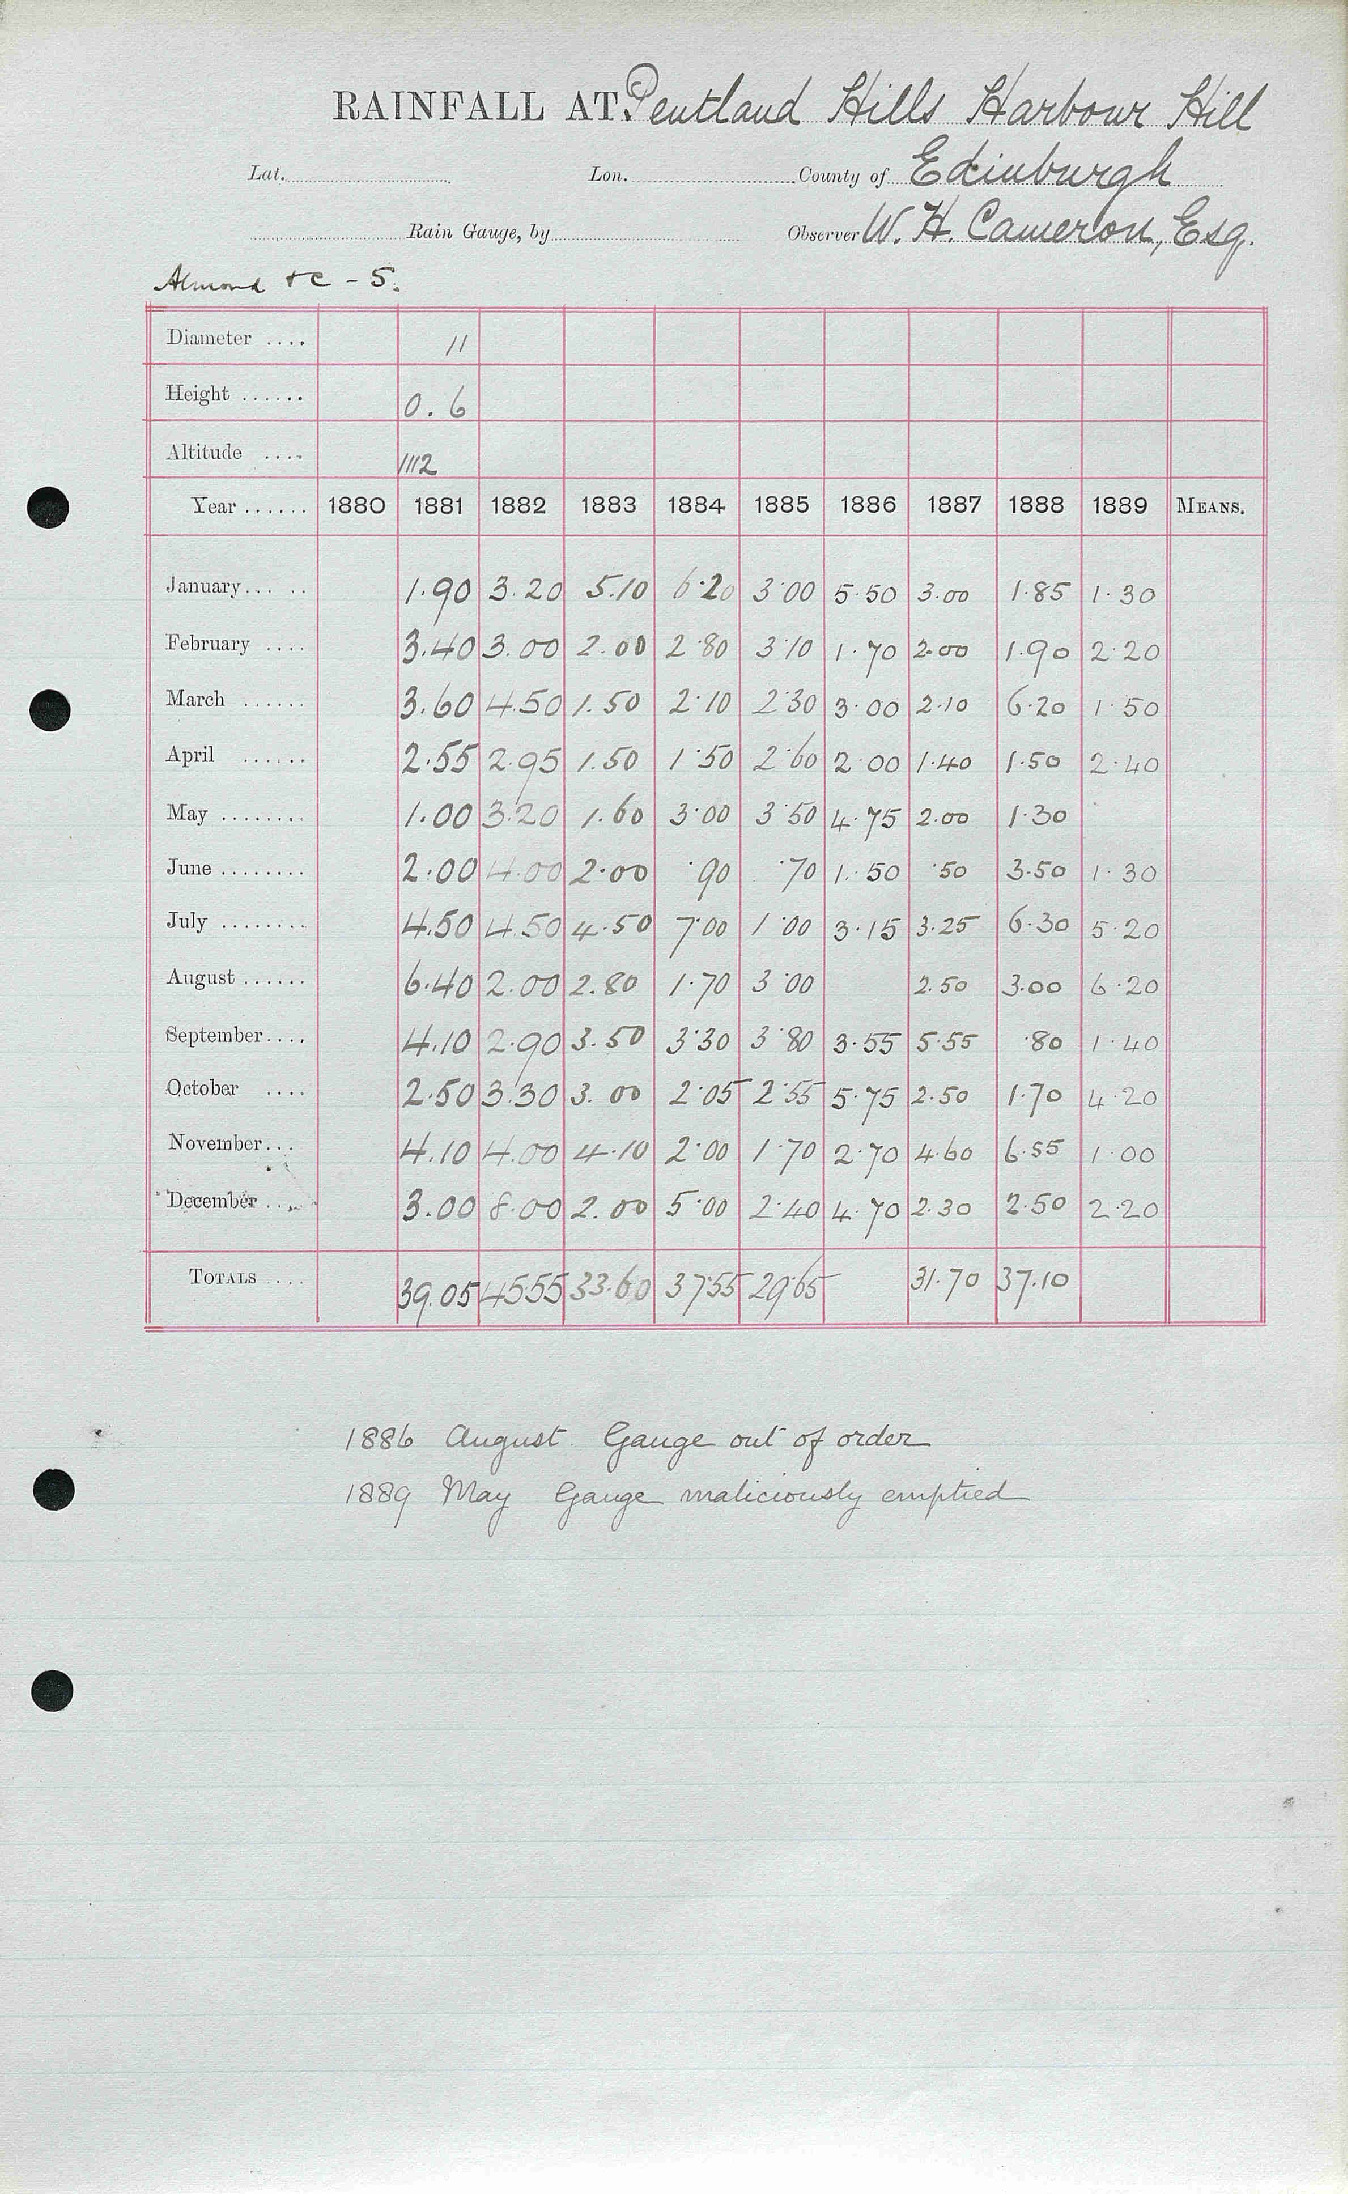 RAINFALL AT Pentland Hills Harbour Hill
Lat. Lon. County of Edinburgh
Rain Gauge, by Observer W. H. Cameron, Esq.
Almond &c - 5.
Diameter .... 11
Height ...... 0.6
Altitude .... 1112
Year ...... 1880 1881 1882 1883 1884 1885 1886 1887 1888 1889 MEANS.
January... .. 1.90 3.20 5.10 6.20 3.00 5.50 3.00 1.85 1.30
February .... 3.40 3.00 2.00 2.80 3.10 1.70 2.00 1.90 2.20
March ...... 3.60 4.50 1.50 2.10 2.30 3.00 2.10 6.20 1.50
April ...... 2.55 2.95 1.50 1.50 2.60 2.00 1.40 1.50 2.40
May ........ 1.00 3.20 1.60 3.00 3.50 4.75 2.00 1.30
June ........ 2.00 4.00 2.00 .90 .70 1.50 .50 3.50 1.30
July ........ 4.50 4.50 4.50 7.00 1.00 3.15 3.25 6.30 5.20
August ...... 6.40 2.00 2.80 1.70 3.00 2.50 3.00 6.20
September.... 4.10 2.90 3.50 3.30 3.80 3.55 5.55 .80 1.40
October .... 2.50 3.30 3.00 2.05 2.55 5.75 2.50 1.70 4.20
November... 4.10 4.00 4.10 2.00 1.70 2.70 4.60 6.55 1.00
December .... 3.00 8.00 2.00 5.00 2.40 4.70 2.30 2.50 2.20
TOTALS .... 39.05 45.55 33.60 37.55 29.65 31.70 37.10
1886 August Gauge out of order
1889 May Gauge maliciously emptied